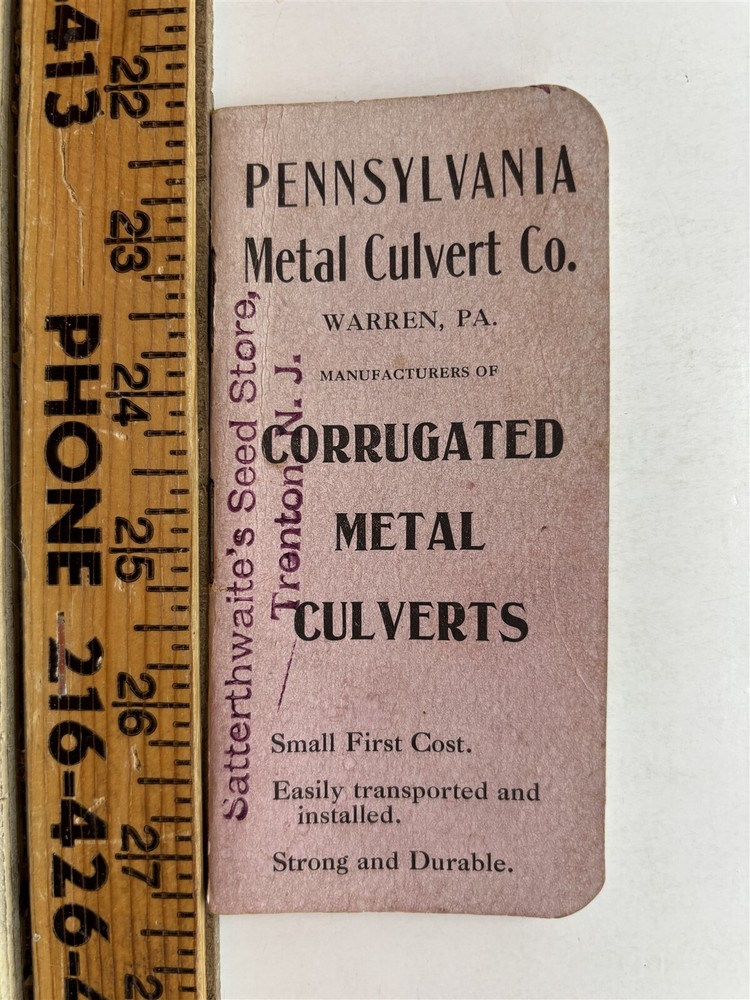 PENNSYLVANIA
Metal Culvert Co.
WARREN, PA.
MANUFACTURERS OF
CORRUGATED
METAL
CULVERTS
Small First Cost.
Easily transported and
installed.
Strong and Durable.
Satterthwaite's Seed Store,
Trenton N. J.
413
PHONE 216-426-
22
23
24
25
26
27
2